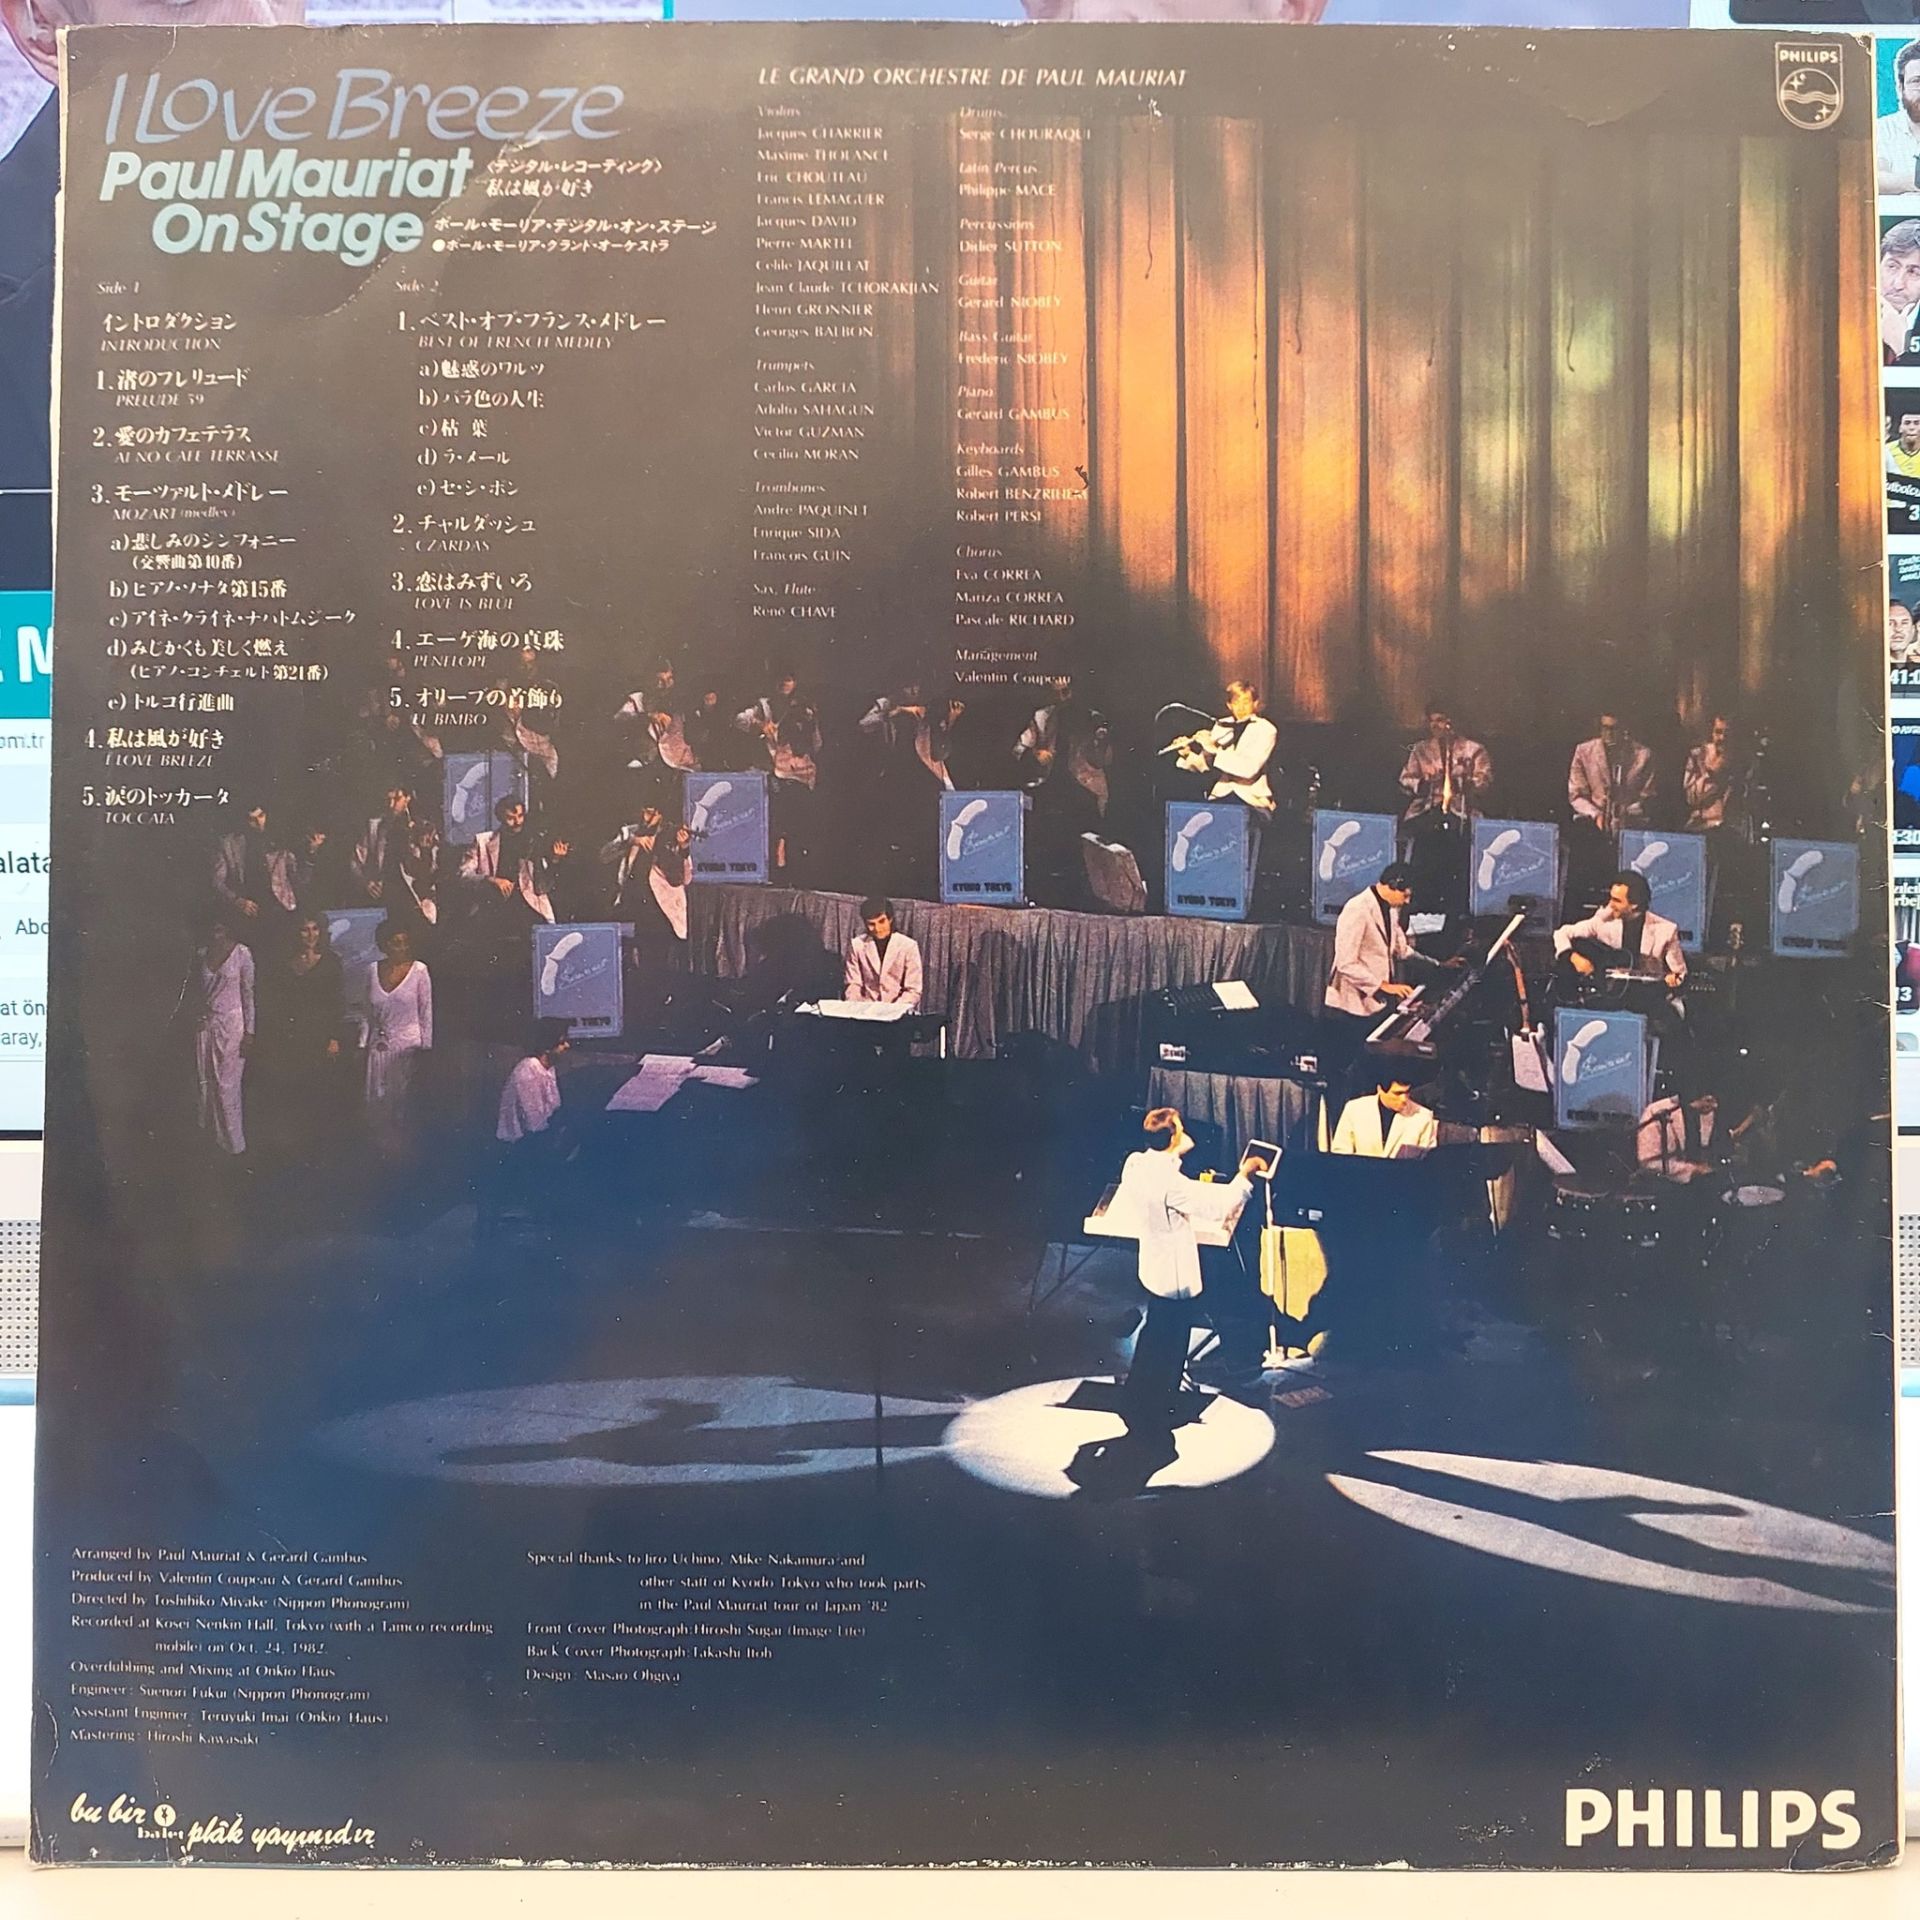 I Love Breeze
Paul Mauriat
〈デジタル・レコーディング〉
私は風が好き
On Stage
ポール・モーリア・デジタル・オン・ステージ
●ポール・モーリア・グランド・オーケストラ
Side 1
イントロダクション
INTRODUCTION
1. 渚のプレリュード
PRELUDE 59
2. 愛のカフェテラス
AI NO CAFE TERRASSE
3. モーツァルト・メドレー
MOZART (medley)
a) 悲しみのシンフォニー
(交響曲第40番)
b) ピアノ・ソナタ第15番
c) アイネ・クライネ・ナハトムジーク
d) みじかくも美しく燃え
(ピアノ・コンチェルト第21番)
e) トルコ行進曲
4. 私は風が好き
I LOVE BREEZE
5. 涙のトッカータ
TOCCATA
Side 2
1. ベスト・オブ・フランス・メドレー
BEST OF FRENCH MEDLEY
a) 魅惑のワルツ
b) バラ色の人生
c) 枯葉
d) ラ・メール
e) セ・シ・ボン
2. チャルダッシュ
CZARDAS
3. 恋はみずいろ
LOVE IS BLUE
4. エーゲ海の真珠
PENELOPE
5. オリーブの首飾り
EL BIMBO
LE GRAND ORCHESTRE DE PAUL MAURIAT
Violins
Jacques CHARRIER
Maxime THOLANCE
Eric CHOUTEAU
Francis LEMAGUER
Jacques DAVID
Pierre MARTEL
Celile JAQUILLAT
Jean Claude TCHORAKJIAN
Henri GRONNIER
Georges BALBON
Trumpets
Carlos GARCIA
Adolfo SAHAGUN
Victor GUZMAN
Cecilio MORAN
Trombones
Andre PAQUINET
Enrique SIDA
Francois GUIN
Sax, Flute
René CHAVE
Drums
Serge CHOURAQUI
Latin Percus
Philippe MACE
Percussions
Didier SUTTON
Guitar
Gerard NIOBEY
Bass Guitar
Frederic NIOBEY
Piano
Gerard GAMBUS
Keyboards
Gilles GAMBUS
Robert BENZRIHEM
Robert PERSI
Chorus
Eva CORREA
Mariza CORREA
Pascale RICHARD
Management
Valentin Coupeau
PHILIPS
KYODO TOKYO
KYODO TOKYO
KYODO TOKYO
KYODO TOKYO
KYODO TOKYO
KYODO TOKYO
Arranged by Paul Mauriat & Gerard Gambus
Produced by Valentin Coupeau & Gerard Gambus
Directed by Toshihiko Miyake (Nippon Phonogram)
Recorded at Kosei Nenkin Hall, Tokyo (with a Tamco recording
mobile) on Oct. 24, 1982.
Overdubbing and Mixing at Onkio Haus
Engineer: Suenori Fukui (Nippon Phonogram)
Assistant Enginner: Teruyuki Imai (Onkio Haus)
Mastering: Hiroshi Kawasaki
Special thanks to Jiro Uchino, Mike Nakamura and
other staff of Kyodo Tokyo who took parts
in the Paul Mauriat tour of Japan '82
Front Cover Photograph: Hiroshi Sugai (Image Life)
Back Cover Photograph: Takashi Itoh
Design: Masao Ohgiya
bu bir balet plâk yayınıdır
PHILIPS